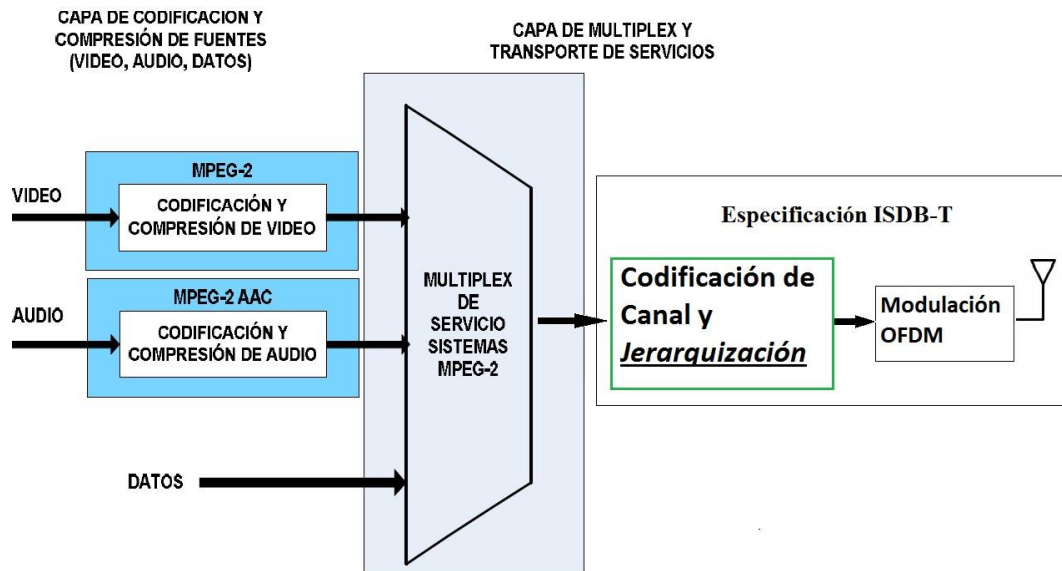 CAPA DE CODIFICACION Y
COMPRESIÓN DE FUENTES
(VIDEO, AUDIO, DATOS)
CAPA DE MULTIPLEX Y
TRANSPORTE DE SERVICIOS
MPEG-2
VIDEO
CODIFICACIÓN Y
COMPRESIÓN DE VIDEO
MPEG-2 AAC
AUDIO
CODIFICACIÓN Y
COMPRESIÓN DE AUDIO
DATOS
MULTIPLEX
DE
SERVICIO
SISTEMAS
MPEG-2
Especificación ISDB-T
Codificación de
Canal y
Jerarquización
Modulación
OFDM